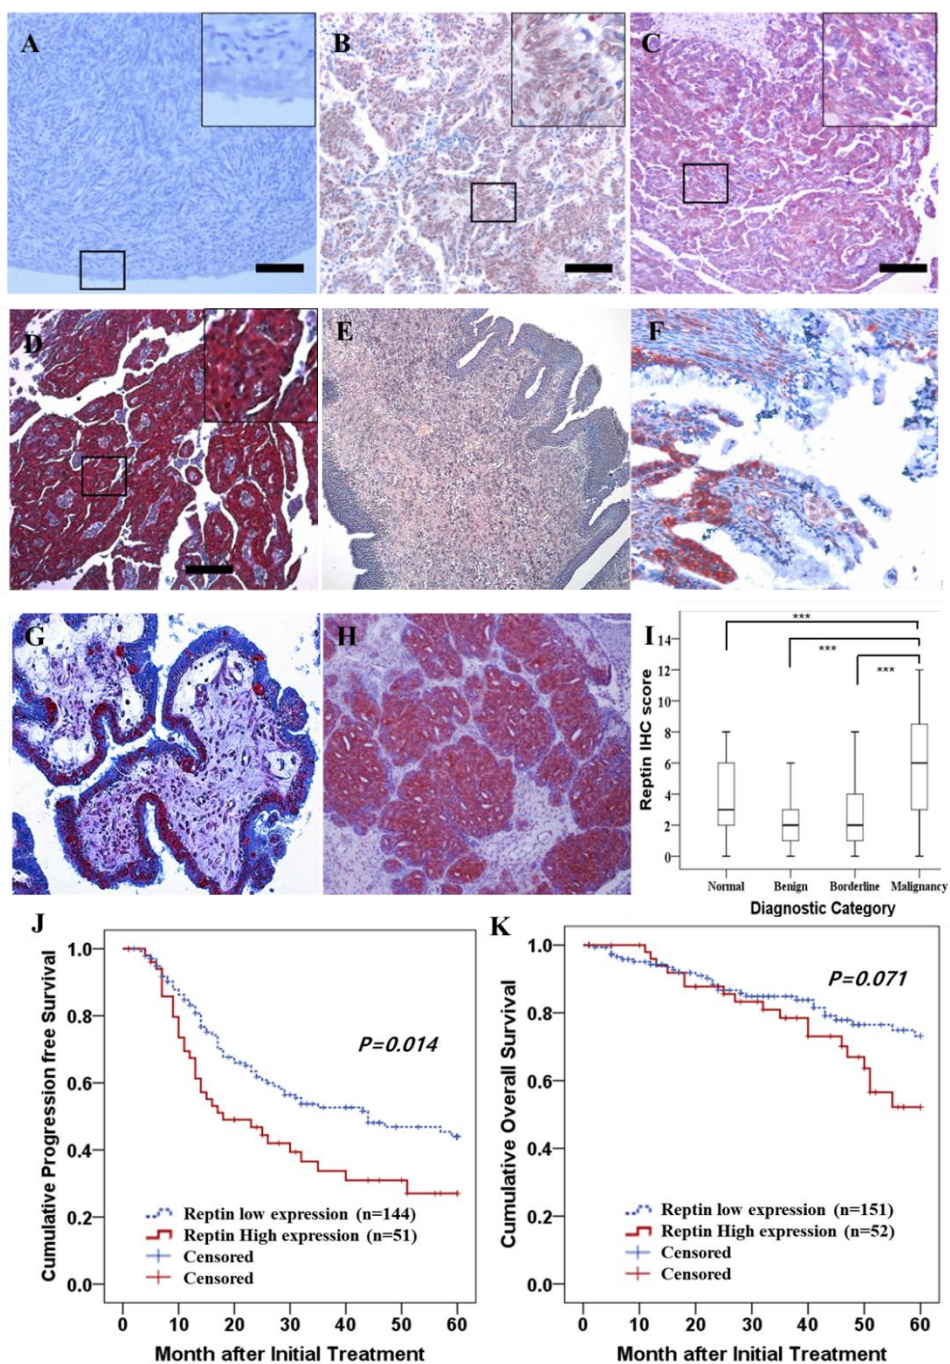 A
B
C
D
E
F
G
H
I
***
***
***
14
12
10
8
6
4
2
0
Reptin IHC score
Normal Benign Borderline Malignancy
Diagnostic Category
J
1.0
0.8
0.6
0.4
0.2
0.0
Cumulative Progression free Survival
P=0.014
Reptin low expression (n=144)
Reptin High expression (n=51)
Censored
Censored
0 10 20 30 40 50 60
Month after Initial Treatment
K
1.0
0.8
0.6
0.4
0.2
0.0
Cumulative Overall Survival
P=0.071
Reptin low expression (n=151)
Reptin High expression (n=52)
Censored
Censored
0 10 20 30 40 50 60
Month after Initial Treatment